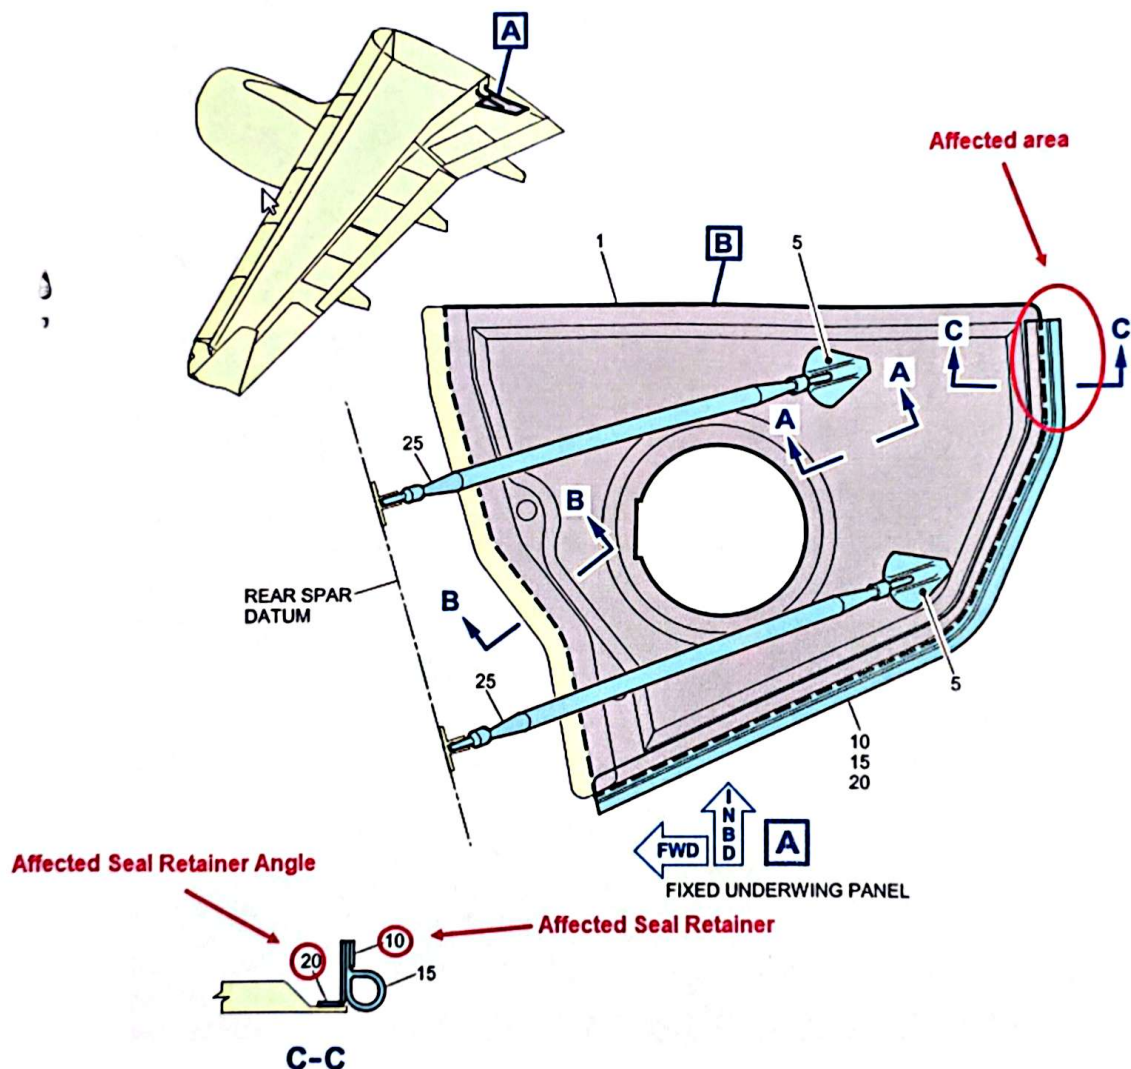 A
Affected area
1
B
5
C
C
A
A
25
B
REAR SPAR
DATUM
B
25
5
10
15
20
INBD
FWD
A
FIXED UNDERWING PANEL
Affected Seal Retainer Angle
Affected Seal Retainer
10
20
15
C-C